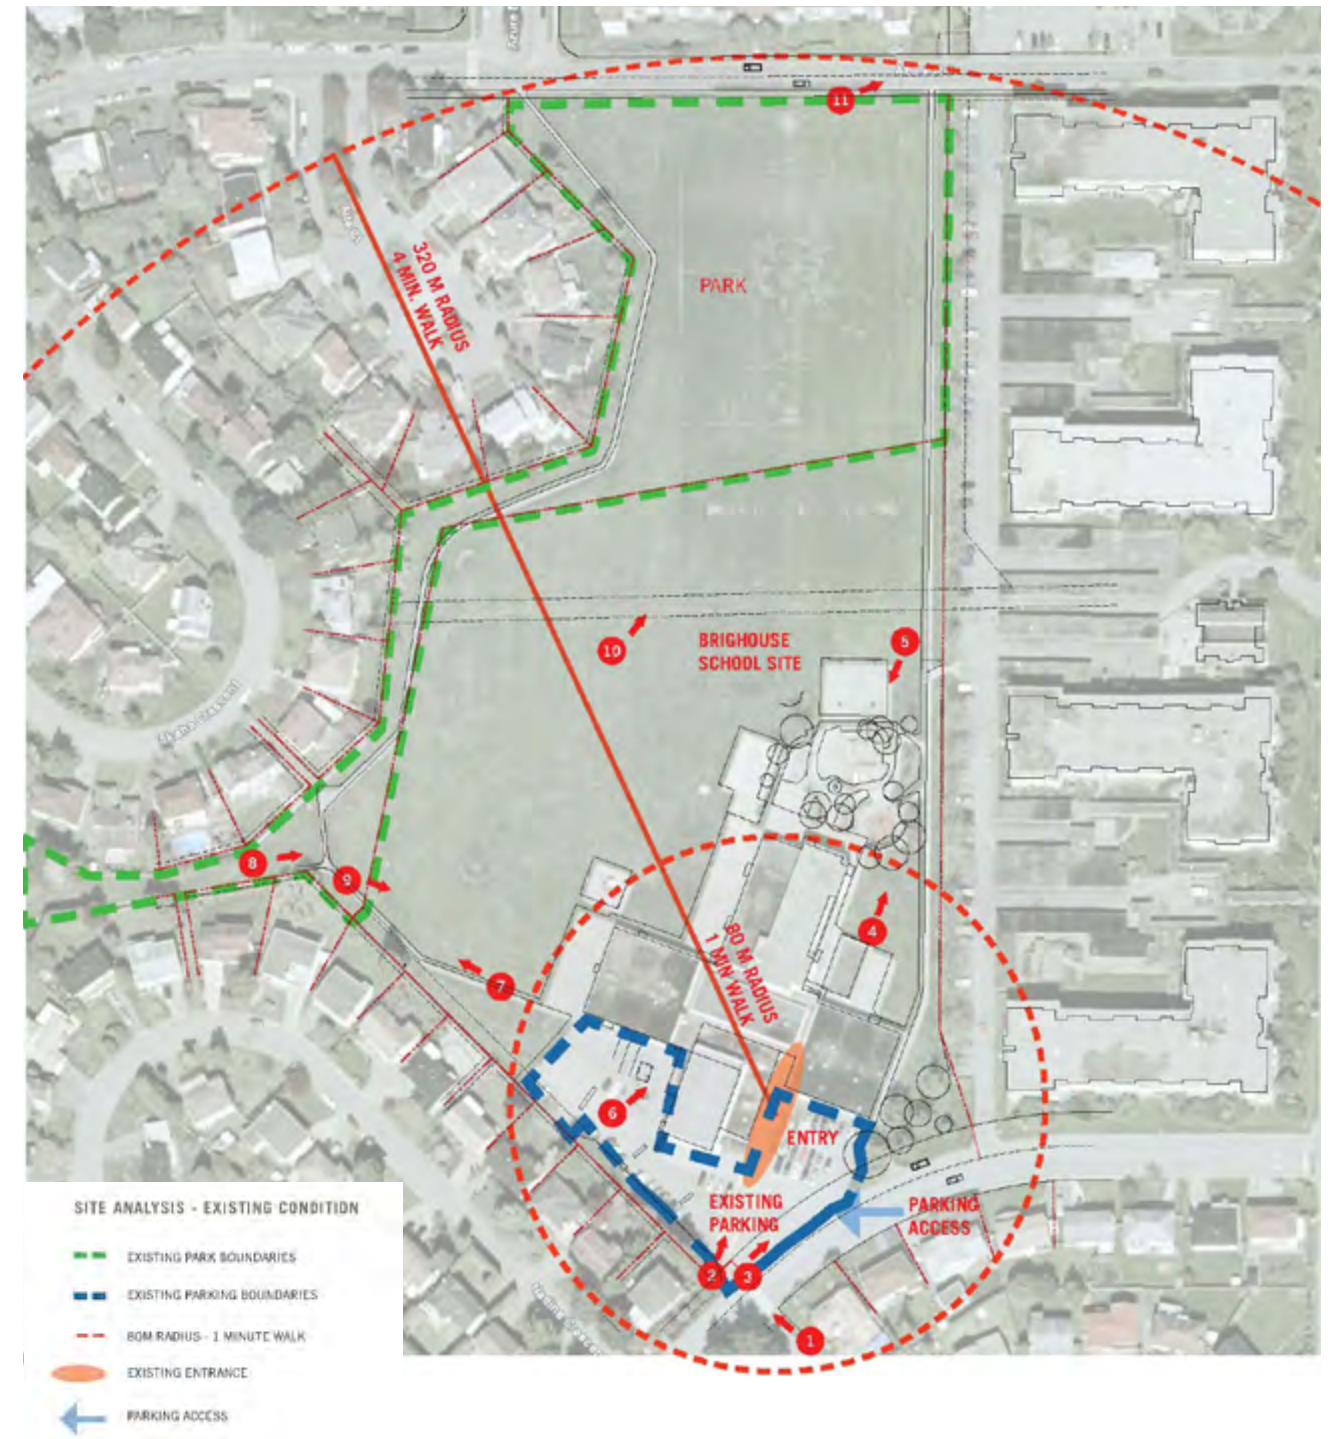 11
320 M RADIUS
4 MIN. WALK
PARK
10
BRIGHOUSE
SCHOOL SITE
5
8
9
4
80 M RADIUS
1 MIN WALK
7
6
ENTRY
EXISTING
PARKING
PARKING
ACCESS
2
3
1
SITE ANALYSIS - EXISTING CONDITION
EXISTING PARK BOUNDARIES
EXISTING PARKING BOUNDARIES
80M RADIUS - 1 MINUTE WALK
EXISTING ENTRANCE
PARKING ACCESS